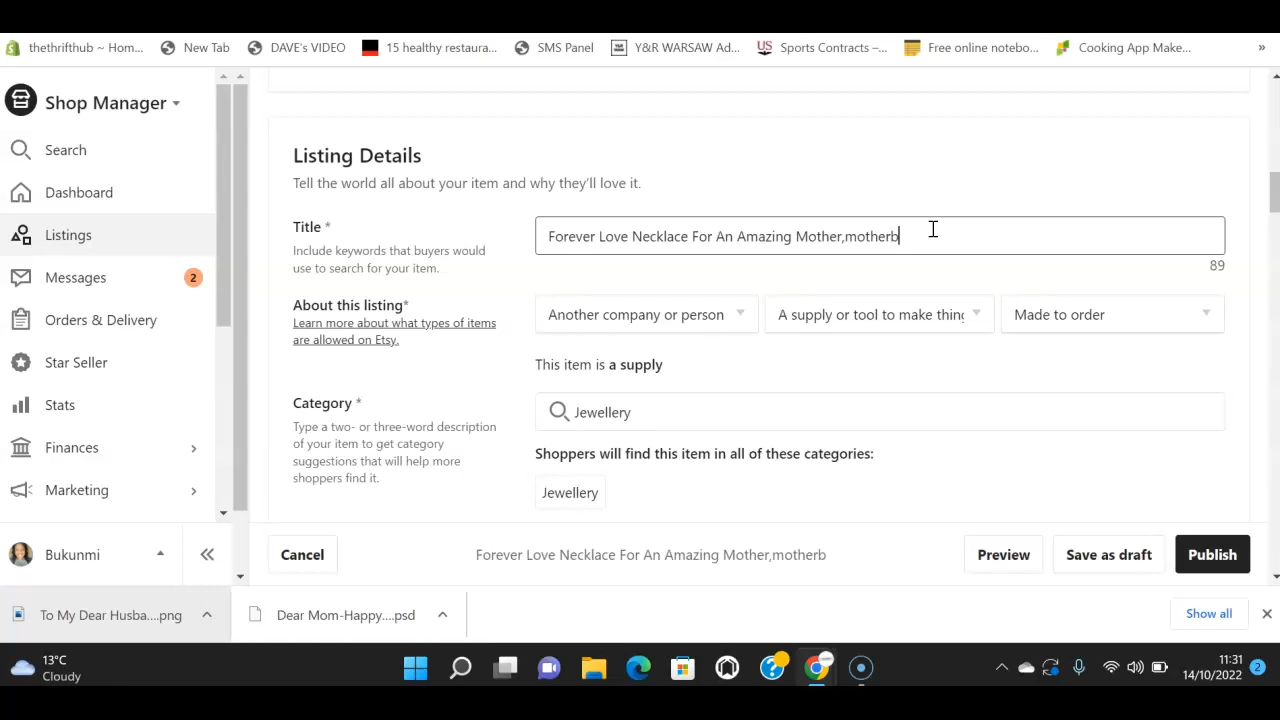 thethrifthub ~ Hom...
New Tab
DAVE's VIDEO
15 healthy restaura...
SMS Panel
Y&R WARSAW Ad...
US
Sports Contracts –...
Free online notebo...
Cooking App Make...
»
Shop Manager
Search
Dashboard
Listings
Messages
2
Orders & Delivery
Star Seller
Stats
Finances
Marketing
Bukunmi
Listing Details
Tell the world all about your item and why they'll love it.
Title *
Include keywords that buyers would
use to search for your item.
Forever Love Necklace For An Amazing Mother,motherb
89
About this listing*
Learn more about what types of items
are allowed on Etsy.
Another company or person
A supply or tool to make thing
Made to order
This item is a supply
Category *
Type a two- or three-word description
of your item to get category
suggestions that will help more
shoppers find it.
Jewellery
Shoppers will find this item in all of these categories:
Jewellery
Cancel
Forever Love Necklace For An Amazing Mother,motherb
Preview
Save as draft
Publish
To My Dear Husba....png
Dear Mom-Happy....psd
Show all
13°C
Cloudy
11:31
14/10/2022
2